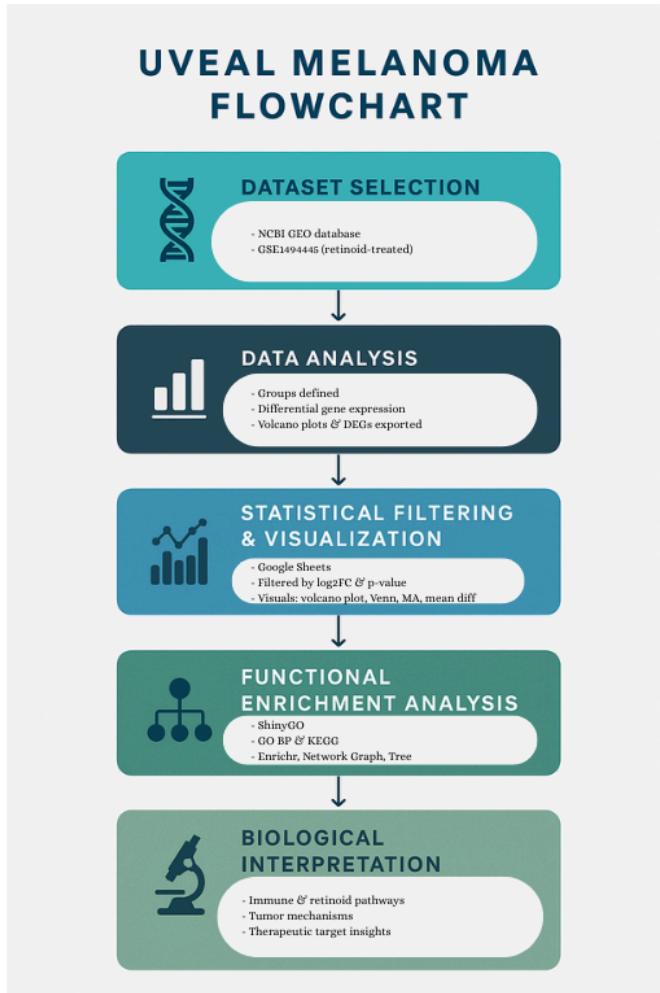 UVEAL MELANOMA
FLOWCHART
DATASET SELECTION
- NCBI GEO database
- GSE1494445 (retinoid-treated)
DATA ANALYSIS
- Groups defined
- Differential gene expression
- Volcano plots & DEGs exported
STATISTICAL FILTERING
& VISUALIZATION
- Google Sheets
- Filtered by log2FC & p-value
- Visuals: volcano plot, Venn, MA, mean diff
FUNCTIONAL
ENRICHMENT ANALYSIS
- ShinyGO
- GO BP & KEGG
- Enrichr, Network Graph, Tree
BIOLOGICAL
INTERPRETATION
- Immune & retinoid pathways
- Tumor mechanisms
- Therapeutic target insights